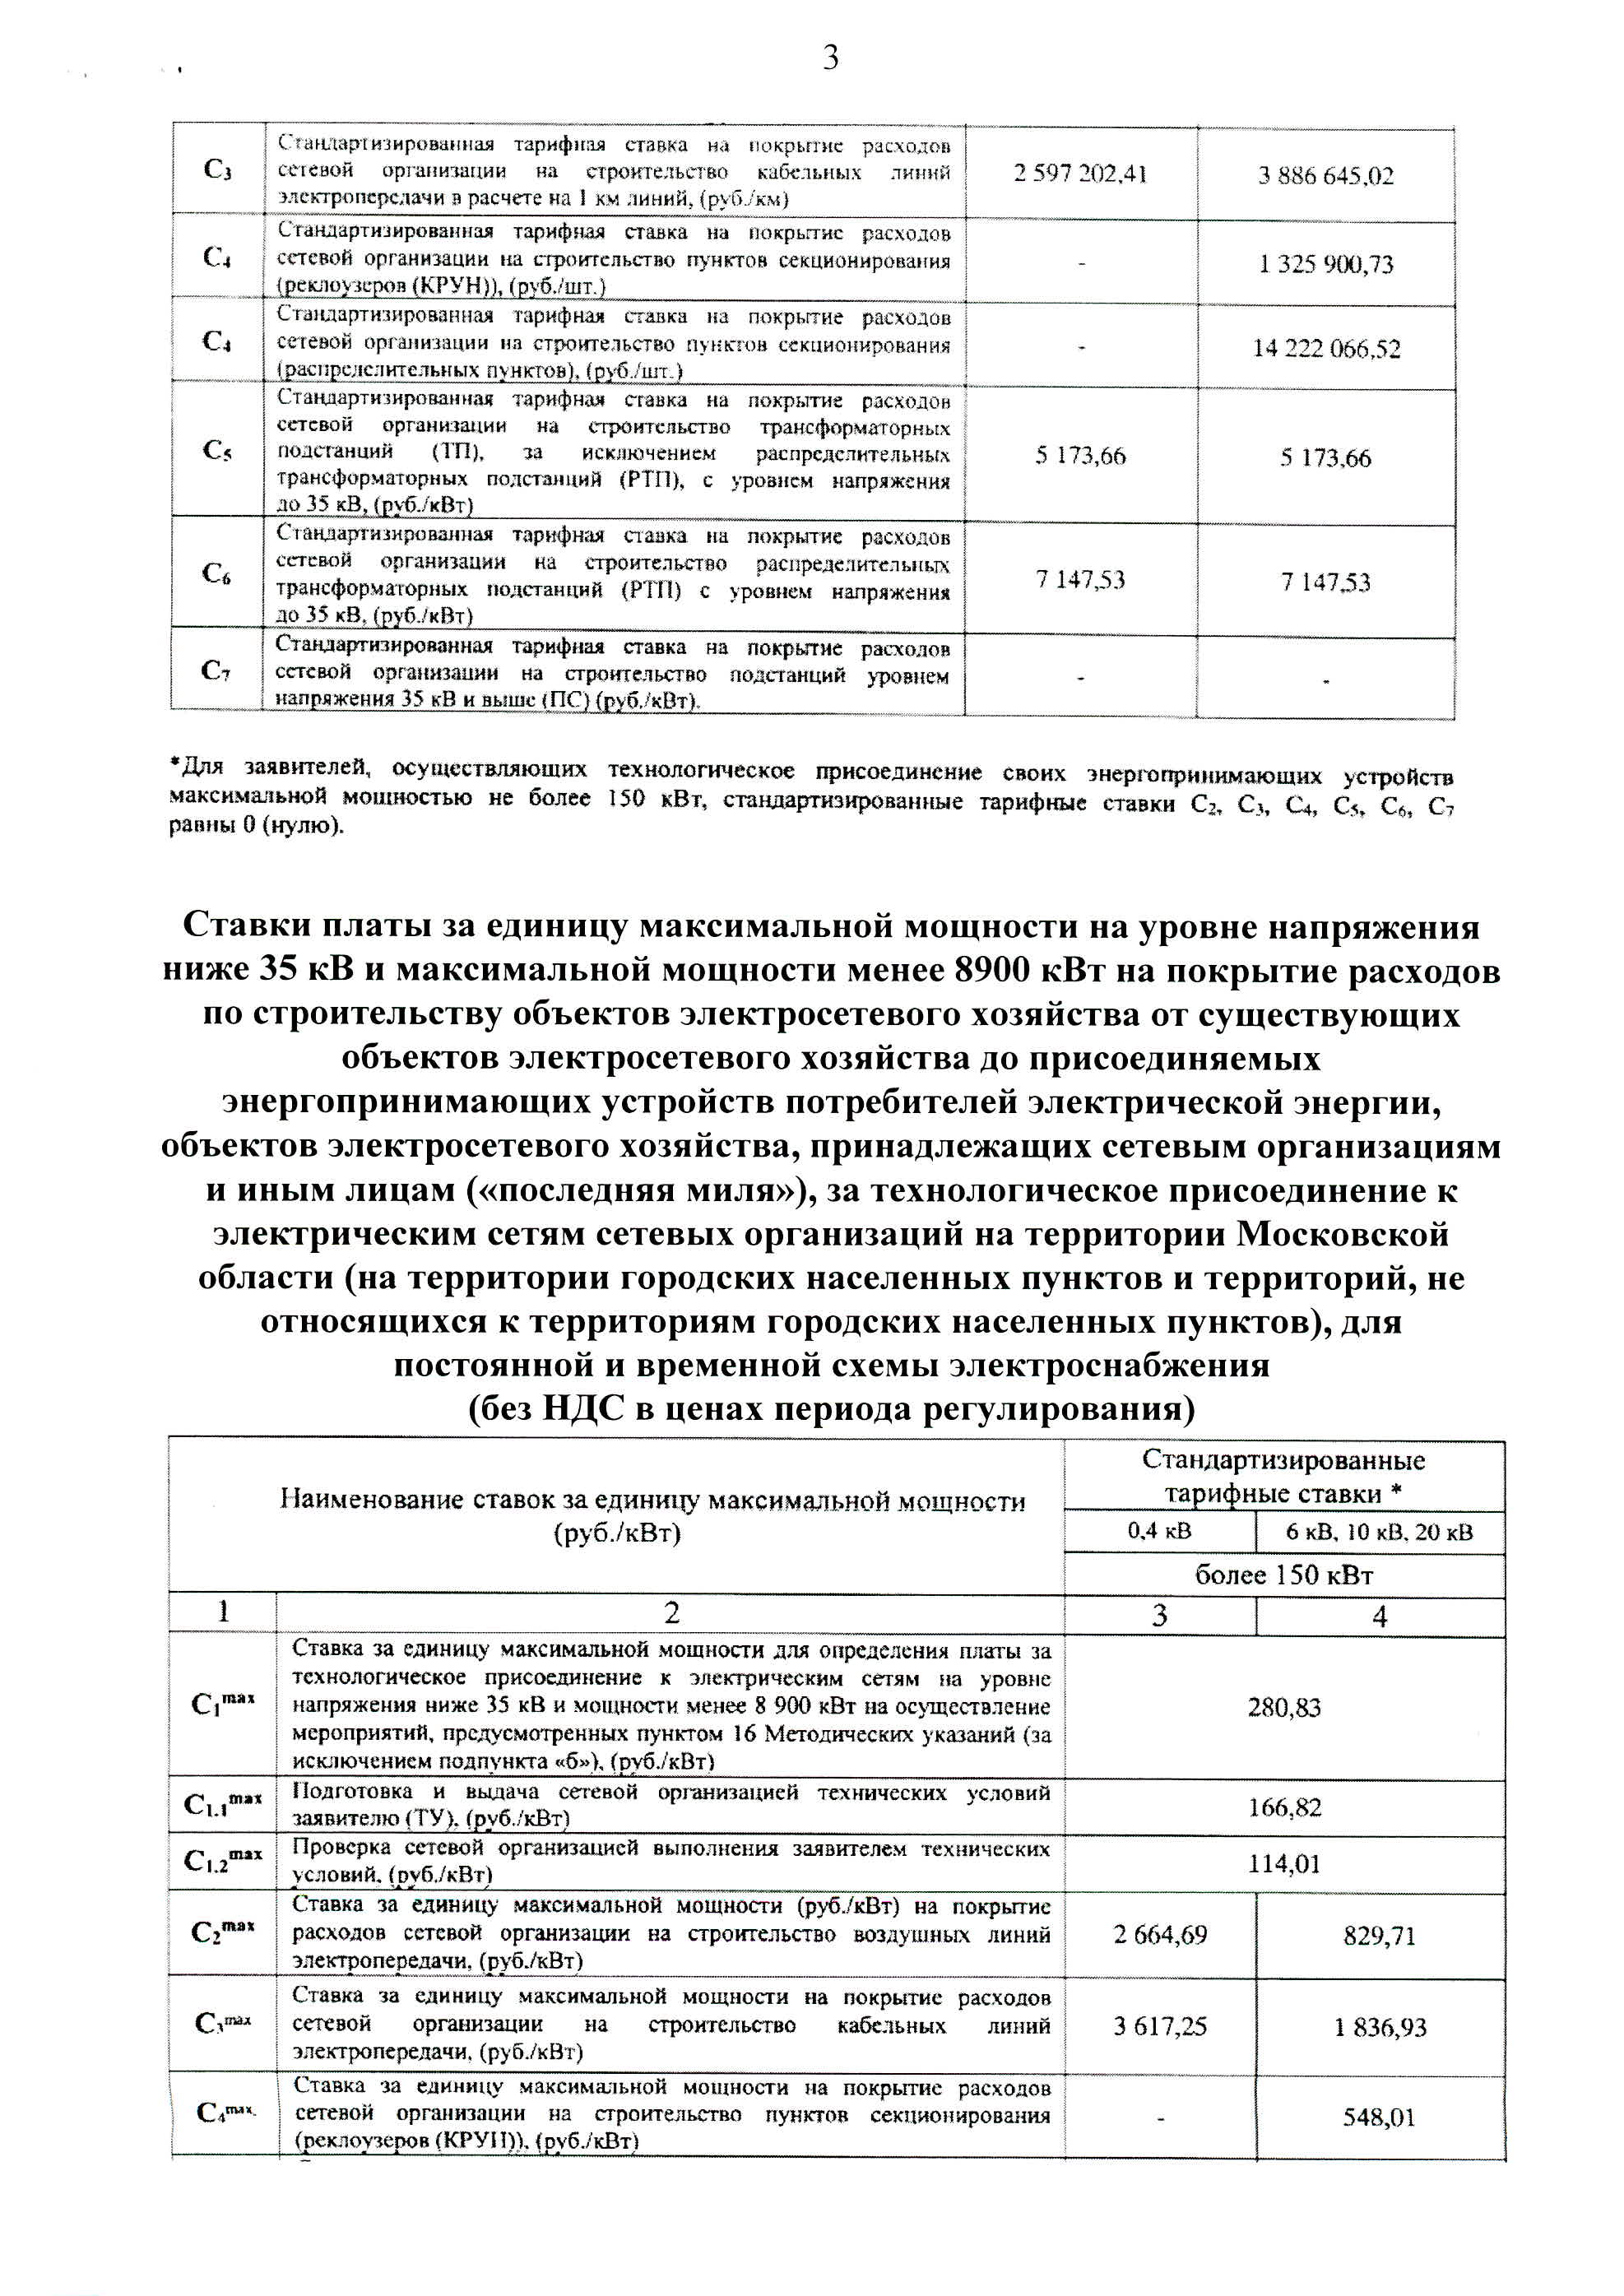 3
С3
Стандартизированная тарифная ставка на покрытие расходов
сетевой организации на строительство кабельных линий
электропередачи в расчете на 1 км линий, (руб./км)
2 597 202,41
3 886 645,02
С4
Стандартизированная тарифная ставка на покрытие расходов
сетевой организации на строительство пунктов секционирования
(реклоузеров (КРУН)), (руб./шт.)
-
1 325 900,73
С4
Стандартизированная тарифная ставка на покрытие расходов
сетевой организации на строительство пунктов секционирования
(распределительных пунктов), (руб./шт.)
-
14 222 066,52
С5
Стандартизированная тарифная ставка на покрытие расходов
сетевой организации на строительство трансформаторных
подстанций (ТП), за исключением распределительных
трансформаторных подстанций (РТП), с уровнем напряжения
до 35 кВ, (руб./кВт)
5 173,66
5 173,66
С6
Стандартизированная тарифная ставка на покрытие расходов
сетевой организации на строительство распределительных
трансформаторных подстанций (РТП) с уровнем напряжения
до 35 кВ, (руб./кВт)
7 147,53
7 147,53
С7
Стандартизированная тарифная ставка на покрытие расходов
сетевой организации на строительство подстанций уровнем
напряжения 35 кВ и выше (ПС) (руб./кВт).
-
-
*Для заявителей, осуществляющих технологическое присоединение своих энергопринимающих устройств
максимальной мощностью не более 150 кВт, стандартизированные тарифные ставки С2, С3, С4, С5, С6, С7
равны 0 (нулю).
Ставки платы за единицу максимальной мощности на уровне напряжения
ниже 35 кВ и максимальной мощности менее 8900 кВт на покрытие расходов
по строительству объектов электросетевого хозяйства от существующих
объектов электросетевого хозяйства до присоединяемых
энергопринимающих устройств потребителей электрической энергии,
объектов электросетевого хозяйства, принадлежащих сетевым организациям
и иным лицам («последняя миля»), за технологическое присоединение к
электрическим сетям сетевых организаций на территории Московской
области (на территории городских населенных пунктов и территорий, не
относящихся к территориям городских населенных пунктов), для
постоянной и временной схемы электроснабжения
(без НДС в ценах периода регулирования)
Наименование ставок за единицу максимальной мощности
(руб./кВт)
Стандартизированные
тарифные ставки *
0,4 кВ
6 кВ, 10 кВ, 20 кВ
более 150 кВт
1
2
3
4
С1max
Ставка за единицу максимальной мощности для определения платы за
технологическое присоединение к электрическим сетям на уровне
напряжения ниже 35 кВ и мощности менее 8 900 кВт на осуществление
мероприятий, предусмотренных пунктом 16 Методических указаний (за
исключением подпункта «б»), (руб./кВт)
280,83
С1.1max
Подготовка и выдача сетевой организацией технических условий
заявителю (ТУ), (руб./кВт)
166,82
С1.2max
Проверка сетевой организацией выполнения заявителем технических
условий, (руб./кВт)
114,01
С2max
Ставка за единицу максимальной мощности (руб./кВт) на покрытие
расходов сетевой организации на строительство воздушных линий
электропередачи, (руб./кВт)
2 664,69
829,71
С3max
Ставка за единицу максимальной мощности на покрытие расходов
сетевой организации на строительство кабельных линий
электропередачи, (руб./кВт)
3 617,25
1 836,93
С4max.
Ставка за единицу максимальной мощности на покрытие расходов
сетевой организации на строительство пунктов секционирования
(реклоузеров (КРУН)), (руб./кВт)
-
548,01